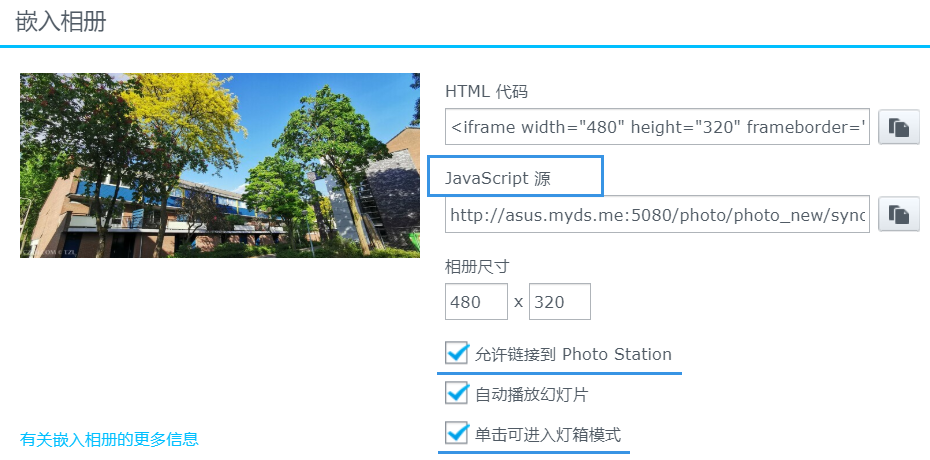 嵌入相册
HTML 代码
<iframe width="480" height="320" frameborder='
JavaScript 源
http://asus.myds.me:5080/photo/photo_new/sync
相册尺寸
480 x 320
允许链接到 Photo Station
自动播放幻灯片
单击可进入灯箱模式
有关嵌入相册的更多信息